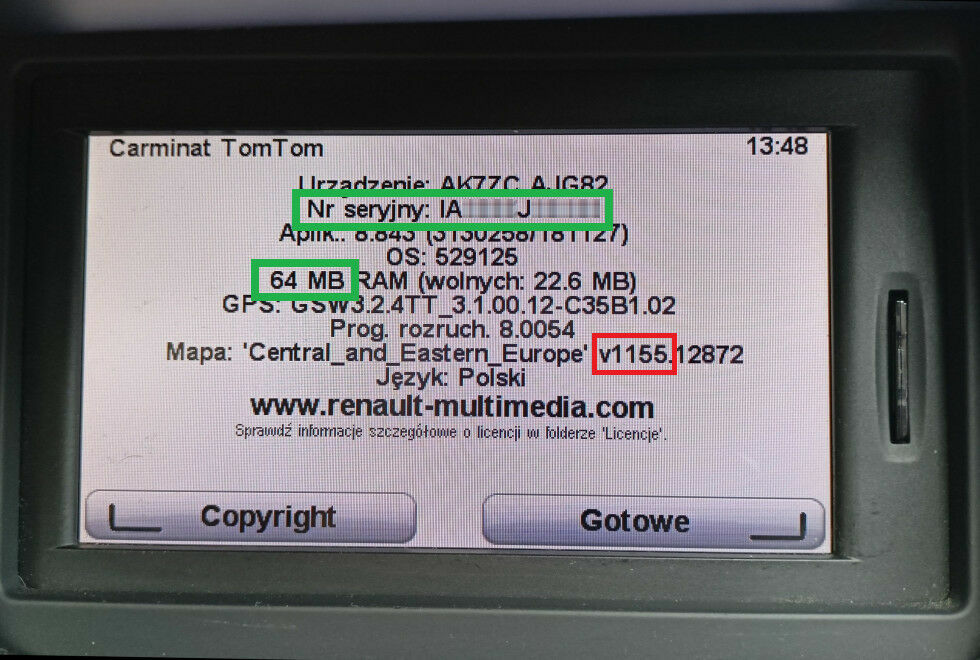 Carminat TomTom
13:48
Urządzenie: AK7ZC AJG82
Nr seryjny: IA J
Aplik.: 8.843 (3130258/181127)
OS: 529125
64 MB RAM (wolnych: 22.6 MB)
GPS: GSW3.2.4TT_3.1.00.12-C35B1.02
Prog. rozruch. 8.0054
Mapa: 'Central_and_Eastern_Europe' v1155.12872
Język: Polski
www.renault-multimedia.com
Sprawdź informacje szczegółowe o licencji w folderze 'Licencje'.
Copyright
Gotowe